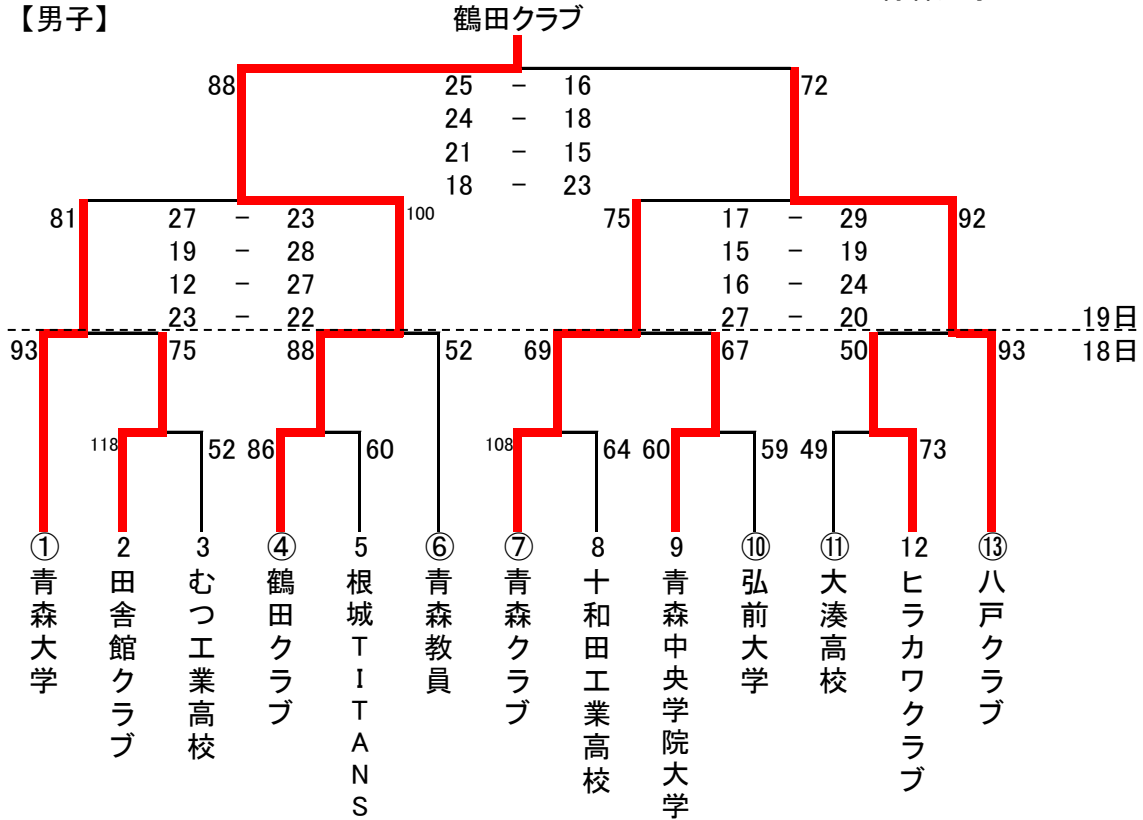 【男子】
鶴田クラブ
88 25 - 16 72
24 - 18
21 - 15
18 - 23
81 27 - 23 100 75 17 - 29 92
19 - 28 15 - 19
12 - 27 16 - 24
23 - 22 27 - 20 19日
93 75 88 52 69 67 50 93 18日
118 52 86 60 108 64 60 59 49 73
① 2 3 ④ 5 ⑥ ⑦ 8 9 ⑩ ⑪ 12 ⑬
青森大学
田舎館クラブ
むつ工業高校
鶴田クラブ
根城TITANS
青森教員
青森クラブ
十和田工業高校
青森中央学院大学
弘前大学
大湊高校
ヒラカワクラブ
八戸クラブ